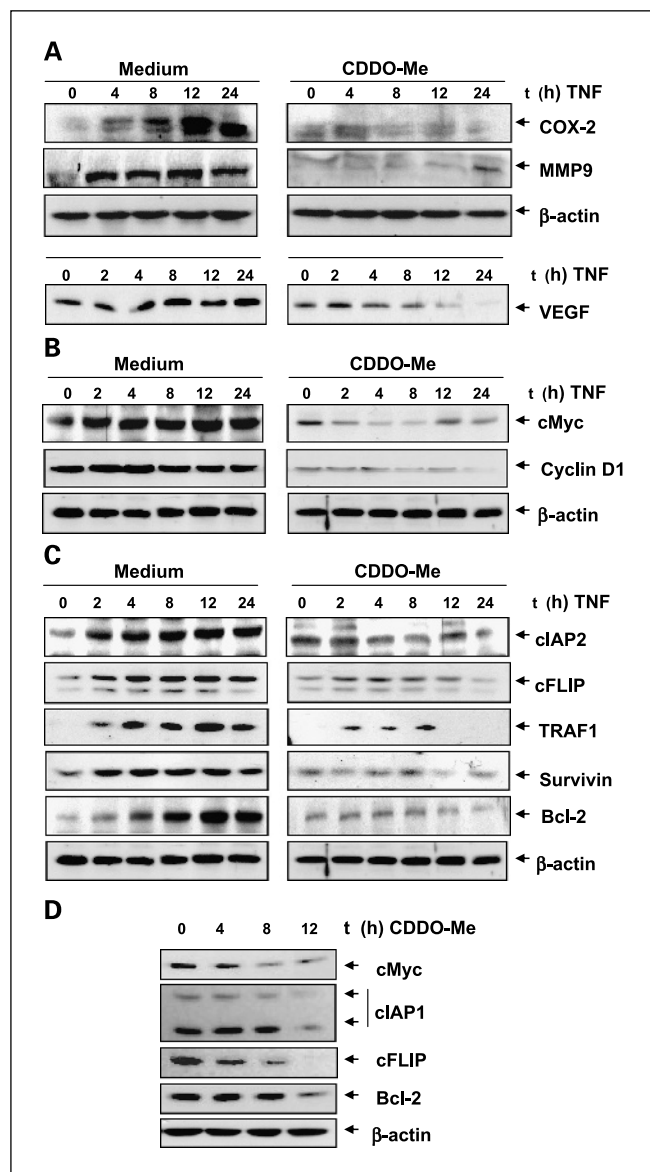 A
Medium CDDO-Me
0 4 8 12 24 0 4 8 12 24 t (h) TNF
COX-2
MMP9
β-actin
0 2 4 8 12 24 0 2 4 8 12 24 t (h) TNF
VEGF
B
Medium CDDO-Me
0 2 4 8 12 24 0 2 4 8 12 24 t (h) TNF
cMyc
Cyclin D1
β-actin
C
Medium CDDO-Me
0 2 4 8 12 24 0 2 4 8 12 24 t (h) TNF
cIAP2
cFLIP
TRAF1
Survivin
Bcl-2
β-actin
D
0 4 8 12 t (h) CDDO-Me
cMyc
cIAP1
cFLIP
Bcl-2
β-actin